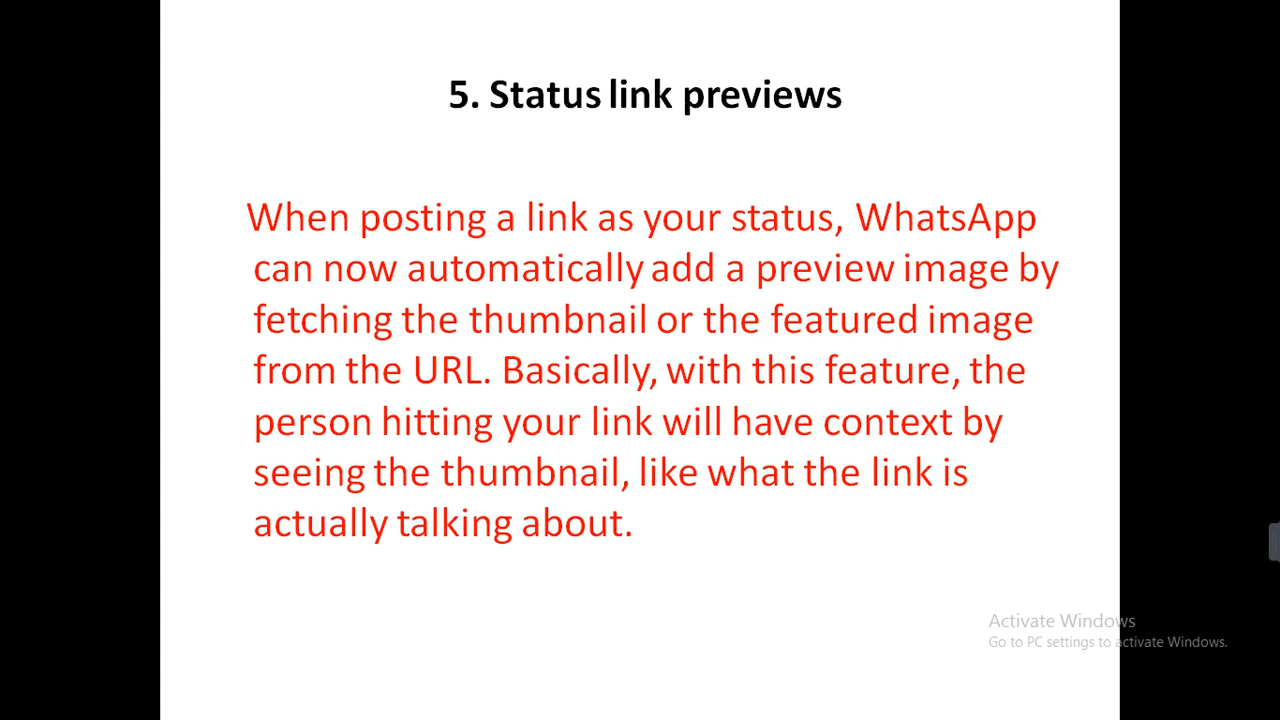 5. Status link previews
When posting a link as your status, WhatsApp
can now automatically add a preview image by
fetching the thumbnail or the featured image
from the URL. Basically, with this feature, the
person hitting your link will have context by
seeing the thumbnail, like what the link is
actually talking about.
Activate Windows
Go to PC settings to activate Windows.